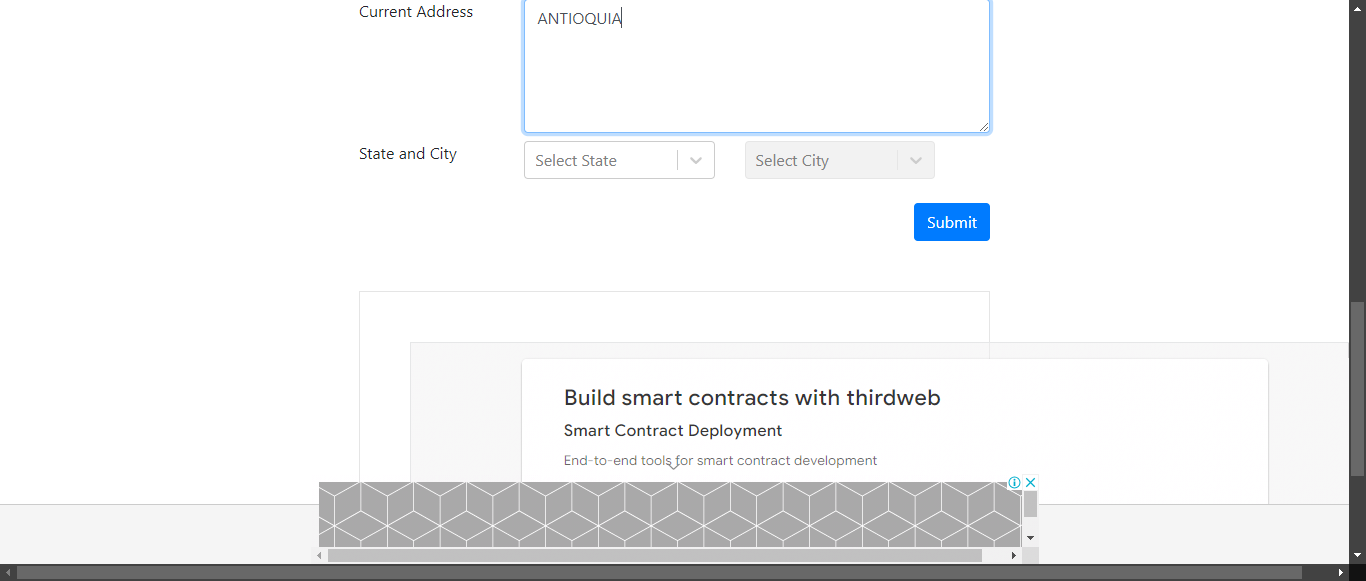 Current Address
ANTIOQUIA
State and City
Select State
Select City
Submit
Build smart contracts with thirdweb
Smart Contract Deployment
End-to-end tools for smart contract development